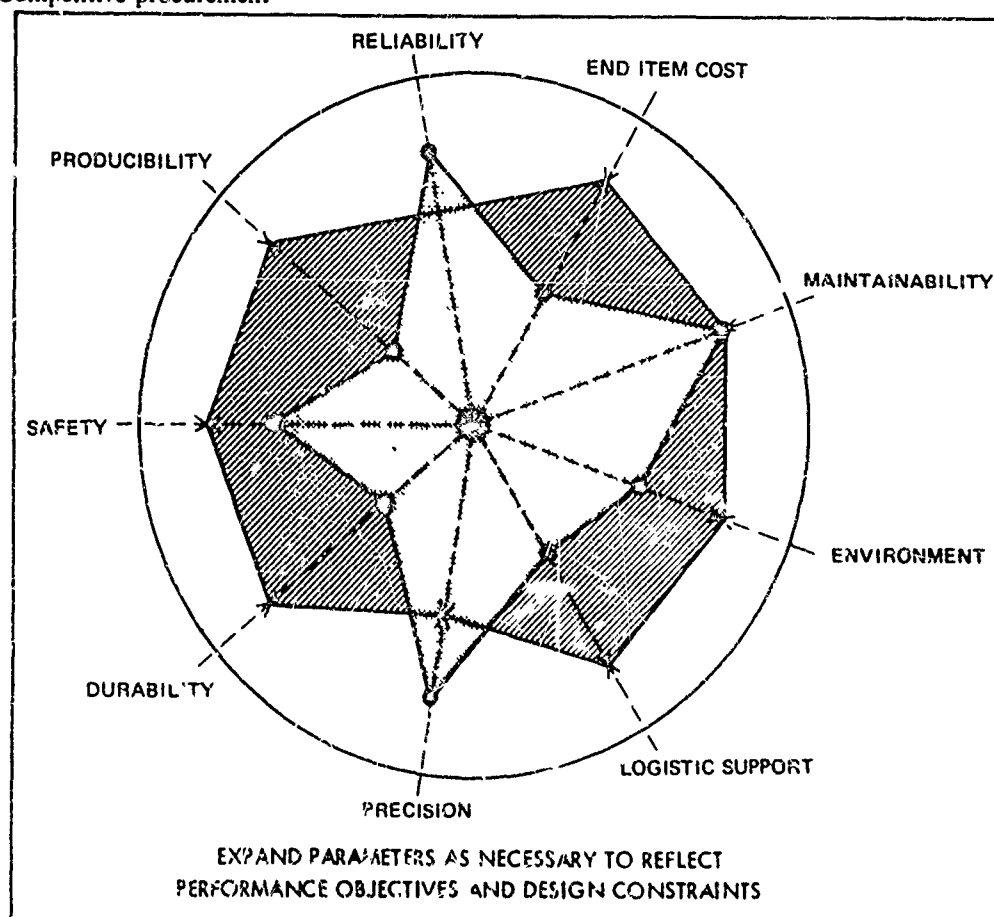 Competitive procurement
RELIABILITY
END ITEM COST
PRODUCIBILITY
MAINTAINABILITY
SAFETY
ENVIRONMENT
DURABILITY
LOGISTIC SUPPORT
PRECISION
EXPAND PARAMETERS AS NECESSARY TO REFLECT
PERFORMANCE OBJECTIVES AND DESIGN CONSTRAINTS